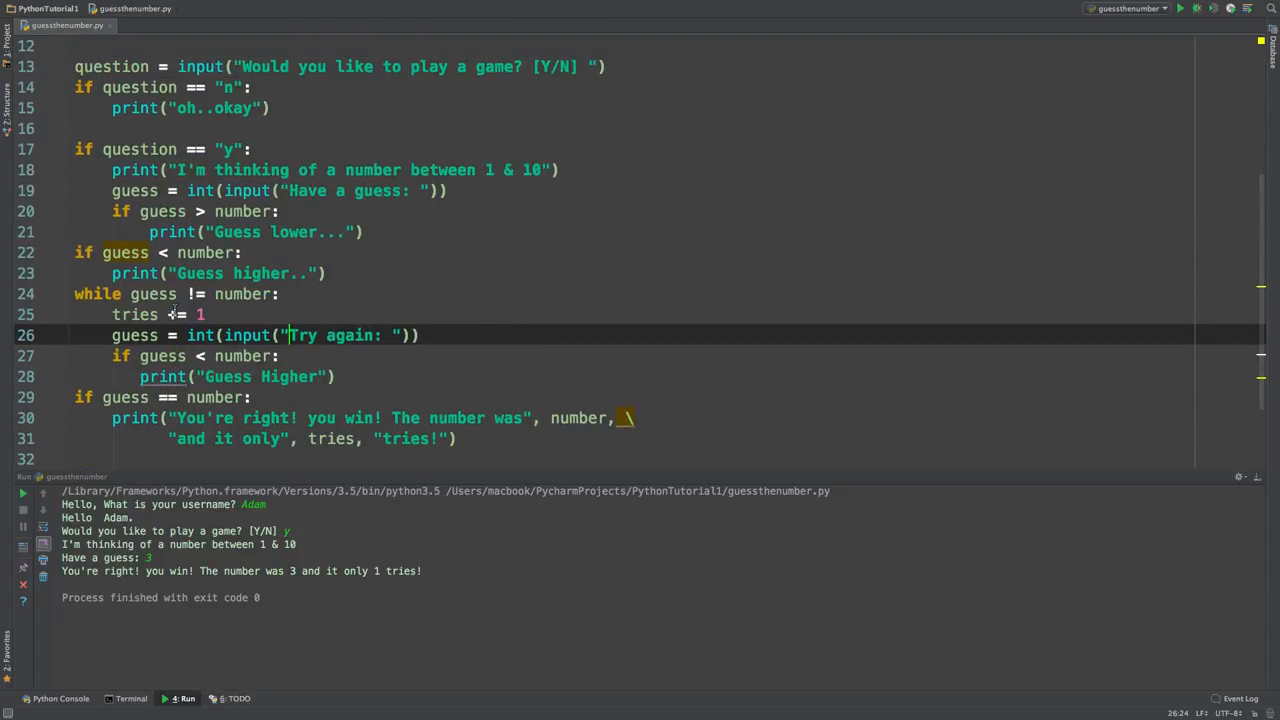 PythonTutorial1 guessthenumber.py guessthenumber
guessthenumber.py
1: Project
Z: Structure
2: Favorites
Database
12
13 question = input("Would you like to play a game? [Y/N] ")
14 if question == "n":
15 print("oh..okay")
16
17 if question == "y":
18 print("I'm thinking of a number between 1 & 10")
19 guess = int(input("Have a guess: "))
20 if guess > number:
21 print("Guess lower...")
22 if guess < number:
23 print("Guess higher..")
24 while guess != number:
25 tries += 1
26 guess = int(input("Try again: "))
27 if guess < number:
28 print("Guess Higher")
29 if guess == number:
30 print("You're right! you win! The number was", number, \
31 "and it only", tries, "tries!")
32
Run guessthenumber
/Library/Frameworks/Python.framework/Versions/3.5/bin/python3.5 /Users/macbook/PycharmProjects/PythonTutorial1/guessthenumber.py
Hello, What is your username? Adam
Hello  Adam.
Would you like to play a game? [Y/N] y
I'm thinking of a number between 1 & 10
Have a guess: 3
You're right! you win! The number was 3 and it only 1 tries!
Process finished with exit code 0
Python Console Terminal 4: Run 6: TODO Event Log
26:24 LF÷ UTF-8÷